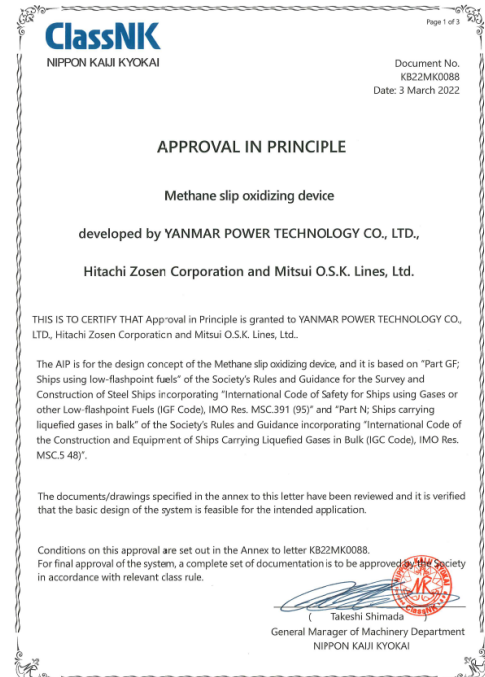 Page 1 of 3
ClassNK
NIPPON KAIJI KYOKAI
Document No.
KB22MK0088
Date: 3 March 2022
APPROVAL IN PRINCIPLE
Methane slip oxidizing device
developed by YANMAR POWER TECHNOLOGY CO., LTD.,
Hitachi Zosen Corporation and Mitsui O.S.K. Lines, Ltd.
THIS IS TO CERTIFY THAT Approval in Principle is granted to YANMAR POWER TECHNOLOGY CO.,
LTD., Hitachi Zosen Corporation and Mitsui O.S.K. Lines, Ltd..
The AIP is for the design concept of the Methane slip oxidizing device, and it is based on "Part GF;
Ships using low-flashpoint fuels" of the Society's Rules and Guidance for the Survey and
Construction of Steel Ships incorporating "International Code of Safety for Ships using Gases or
other Low-flashpoint Fuels (IGF Code), IMO Res. MSC.391 (95)" and "Part N; Ships carrying
liquefied gases in balk" of the Society's Rules and Guidance incorporating "International Code of
the Construction and Equipment of Ships Carrying Liquefied Gases in Bulk (IGC Code), IMO Res.
MSC.5 48)".
The documents/drawings specified in the annex to this letter have been reviewed and it is verified
that the basic design of the system is feasible for the intended application.
Conditions on this approval are set out in the Annex to letter KB22MK0088.
For final approval of the system, a complete set of documentation is to be approved by the Society
in accordance with relevant class rule.
NIPPON KAIJI KYOKAI
NK
ClassNK
( Takeshi Shimada )
General Manager of Machinery Department
NIPPON KAIJI KYOKAI